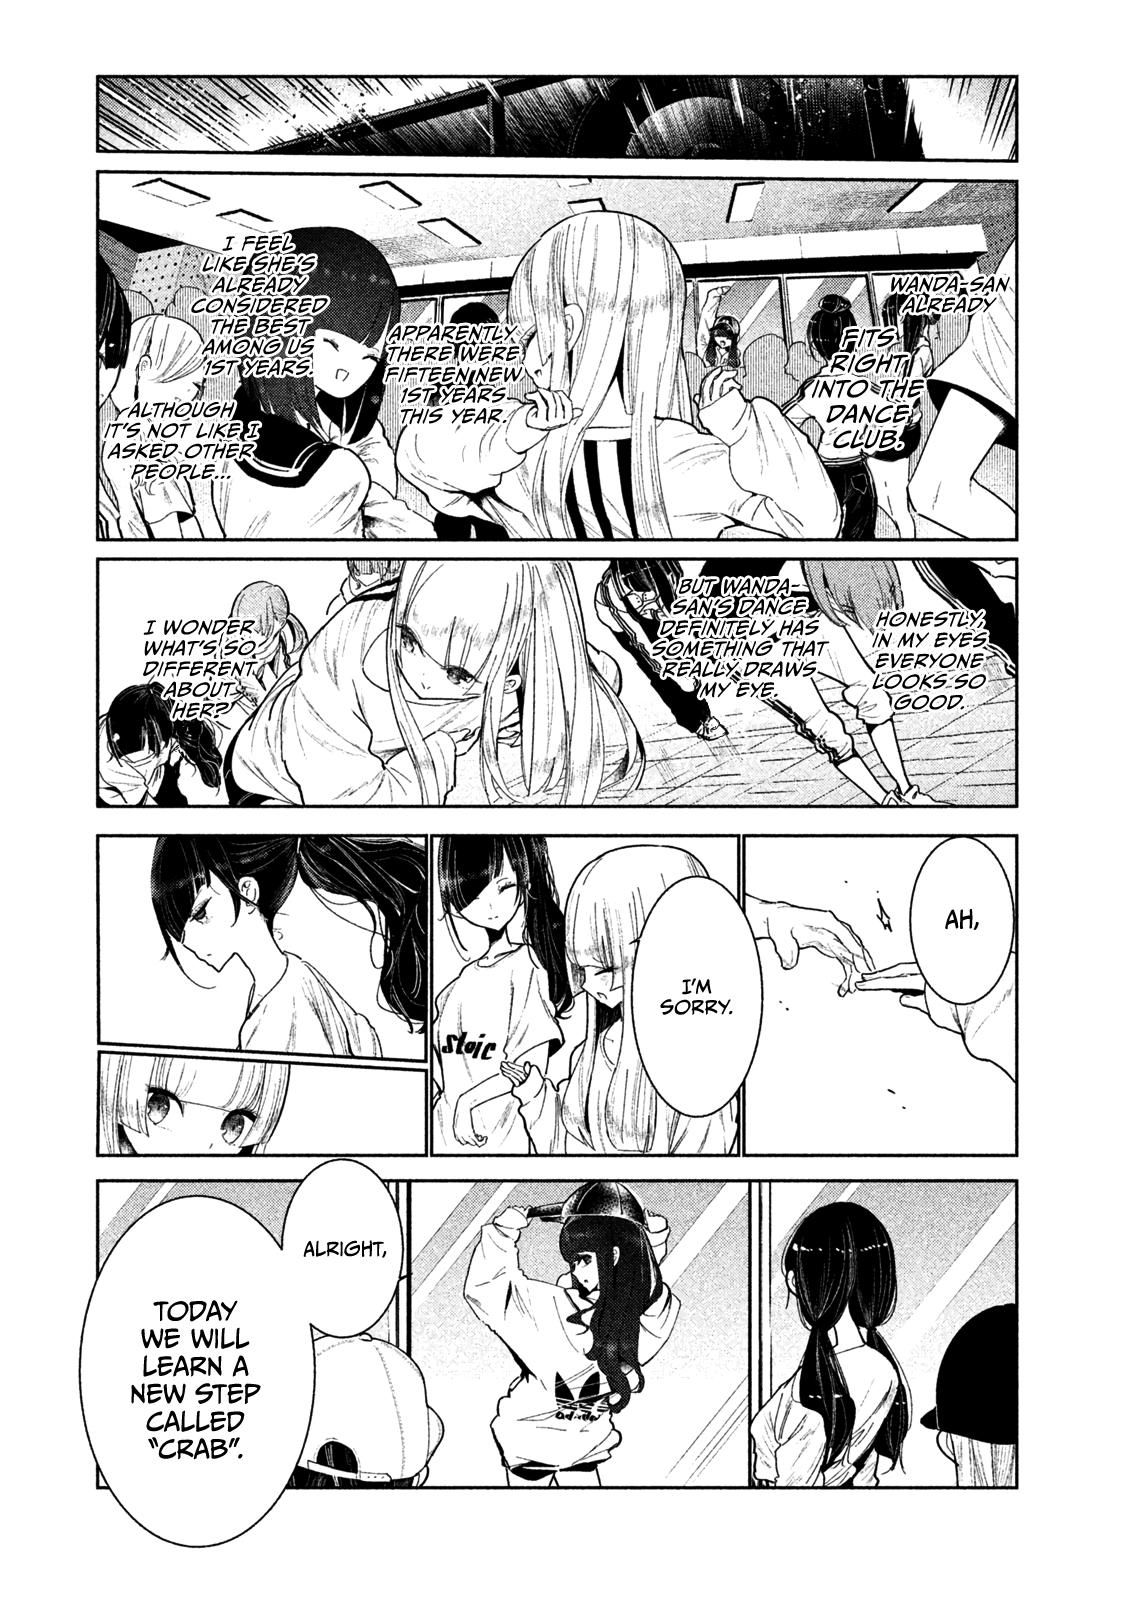 WANDA-SAN
ALREADY
FITS
RIGHT
INTO THE
DANCE
CLUB.
APPARENTLY
THERE WERE
FIFTEEN NEW
1ST YEARS
THIS YEAR.
I FEEL
LIKE SHE'S
ALREADY
CONSIDERED
THE BEST
AMONG US
1ST YEARS.
ALTHOUGH
IT'S NOT LIKE I
ASKED OTHER
PEOPLE...
HONESTLY,
IN MY EYES
EVERYONE
LOOKS SO
GOOD.
BUT WANDA-
SAN'S DANCE
DEFINITELY HAS
SOMETHING THAT
REALLY DRAWS
MY EYE.
I WONDER
WHAT'S SO
DIFFERENT
ABOUT
HER?
AH,
I'M
SORRY.
Stoic
ALRIGHT,
TODAY
WE WILL
LEARN A
NEW STEP
CALLED
"CRAB".